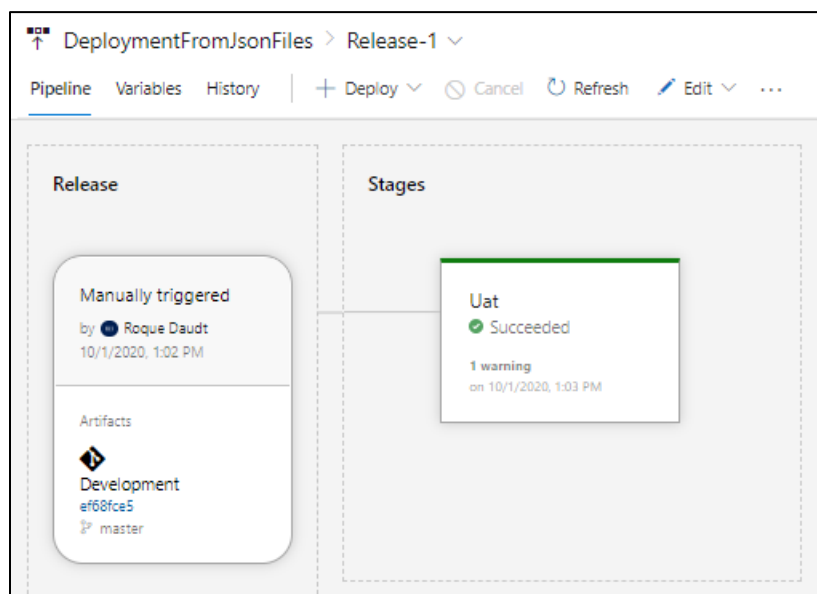 DeploymentFromJsonFiles > Release-1
Pipeline Variables History + Deploy Cancel Refresh Edit ...
Release
Manually triggered
by Roque Daudt
10/1/2020, 1:02 PM
Artifacts
Development
ef68fce5
master
Stages
Uat
Succeeded
1 warning
on 10/1/2020, 1:03 PM